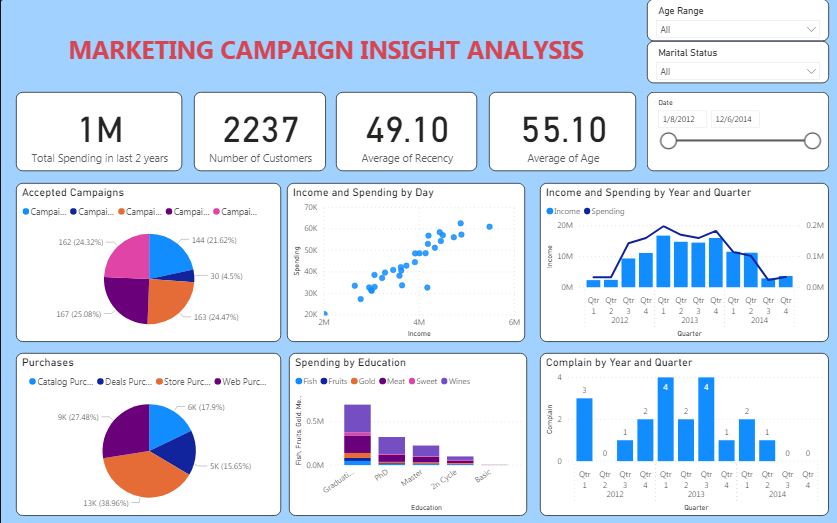 MARKETING CAMPAIGN INSIGHT ANALYSIS
Age Range
All
Marital Status
All
1M
Total Spending in last 2 years
2237
Number of Customers
49.10
Average of Recency
55.10
Average of Age
Date
1/8/2012 12/6/2014
Accepted Campaigns
Campai... Campai... Campai... Campai... Campai...
162 (24.32%)
144 (21.62%)
30 (4.5%)
167 (25.08%)
163 (24.47%)
Income and Spending by Day
70K
60K
50K
40K
30K
20K
Spending
2M 4M 6M
Income
Income and Spending by Year and Quarter
Income Spending
20M 0.2M
10M 0.1M
0M 0.0M
Income
Qtr Qtr Qtr Qtr Qtr Qtr Qtr Qtr Qtr Qtr Qtr Qtr
1 2 3 4 1 2 3 4 1 2 3 4
2012 2013 2014
Quarter
Purchases
Catalog Purc... Deals Purc... Store Purc... Web Purc...
9K (27.48%)
6K (17.9%)
5K (15.65%)
13K (38.96%)
Spending by Education
Fish Fruits Gold Meat Sweet Wines
Fish, Fruits, Gold, Me...
0.5M
0.0M
Graduati... PhD Master 2n Cycle Basic
Education
Complain by Year and Quarter
4
2
0
Complain
3 0 1 2 4 2 4 1 2 1 0 0
Qtr Qtr Qtr Qtr Qtr Qtr Qtr Qtr Qtr Qtr Qtr Qtr
1 2 3 4 1 2 3 4 1 2 3 4
2012 2013 2014
Quarter